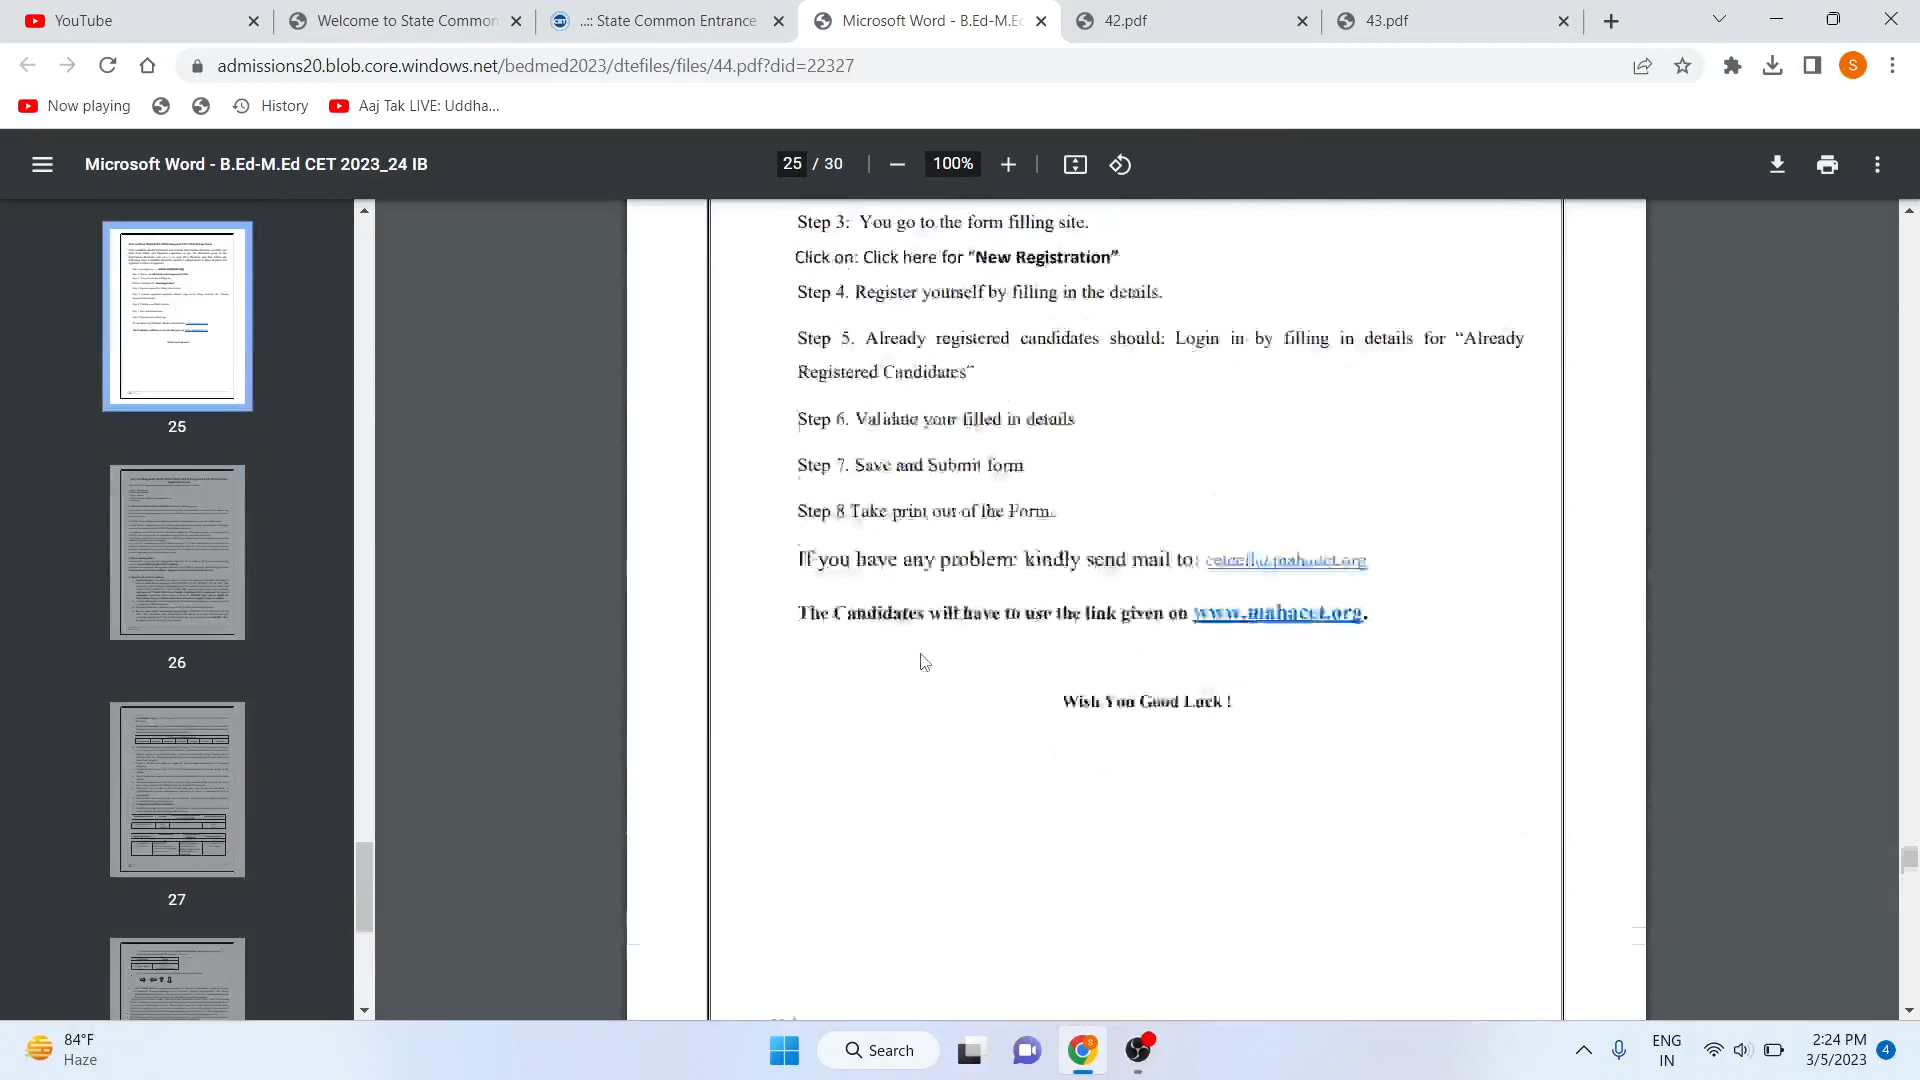 YouTube
Welcome to State Common
..:: State Common Entrance
Microsoft Word - B.Ed-M.Ec
42.pdf
43.pdf
admissions20.blob.core.windows.net/bedmed2023/dtefiles/files/44.pdf?did=22327
S
Now playing
History
Aaj Tak LIVE: Uddha...
Microsoft Word - B.Ed-M.Ed CET 2023_24 IB
25 / 30
100%
Step 3: You go to the form filling site.
Click on: Click here for "New Registration"
Step 4. Register yourself by filling in the details.
Step 5. Already registered candidates should: Login in by filling in details for "Already
Registered Candidates"
Step 6. Validate your filled in details
Step 7. Save and Submit form
Step 8 Take print out of the Form.
If you have any problem: kindly send mail to:
The Candidates will have to use the link given on www.mahacet.org.
Wish You Good Luck !
25
26
27
84°F
Haze
Search
ENG
IN
2:24 PM
3/5/2023
4